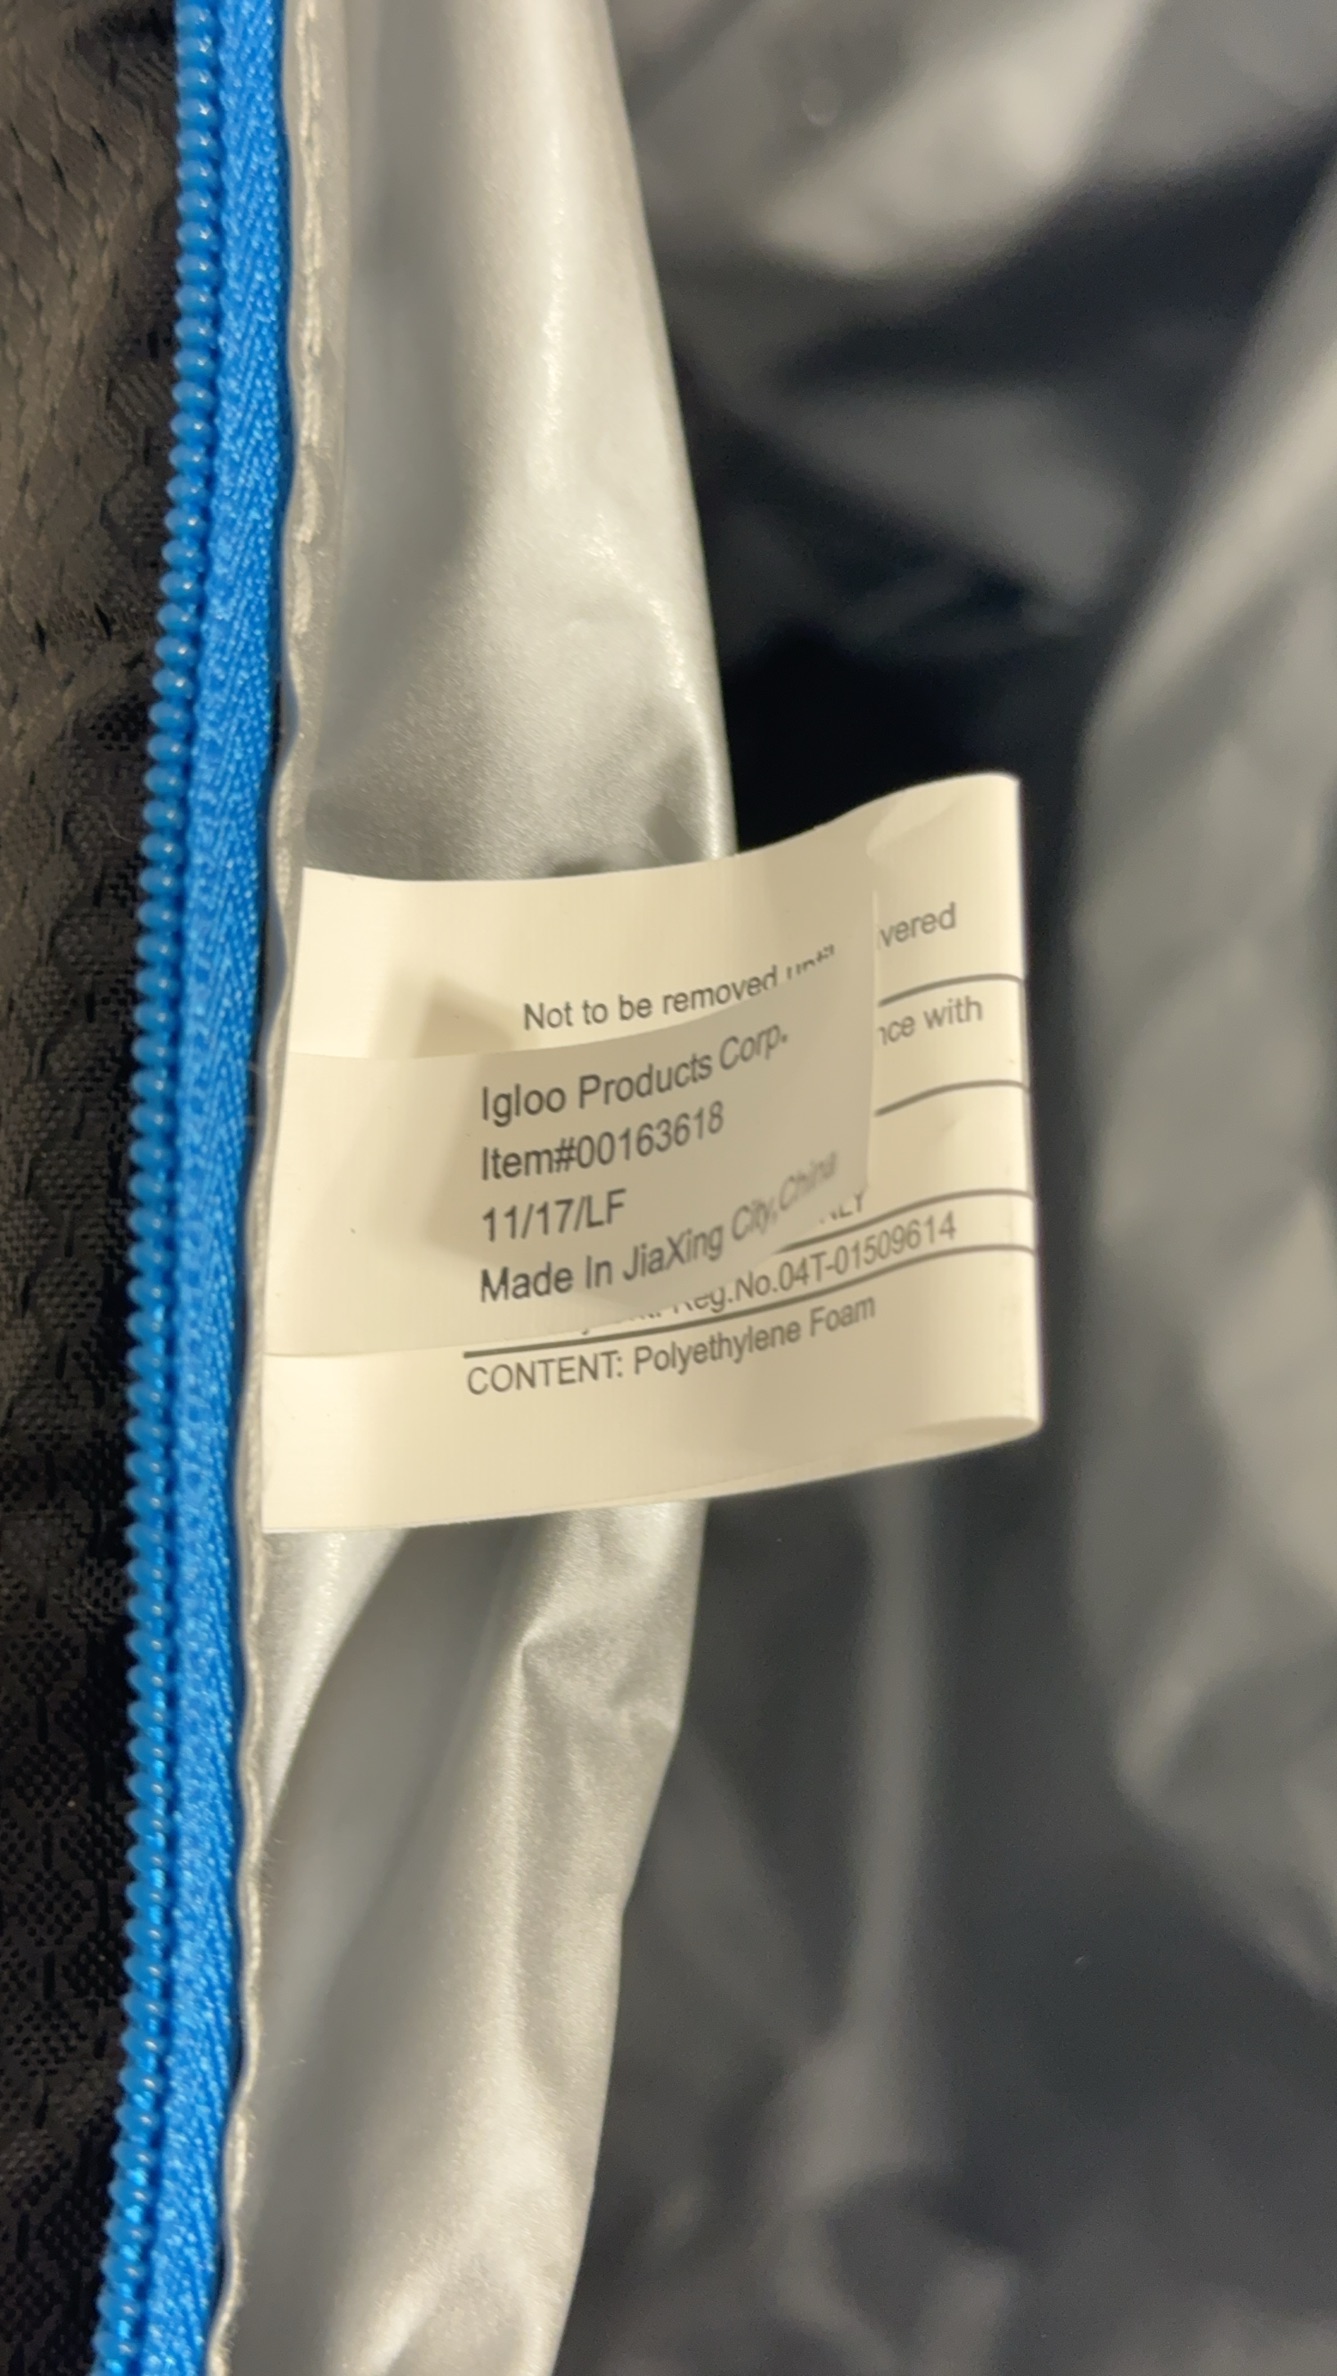 Not to be removed until
vered
nce with
Igloo Products Corp.
Item#00163618
11/17/LF
Made In JiaXing City,China
Reg.No.04T-01509614
CONTENT: Polyethylene Foam